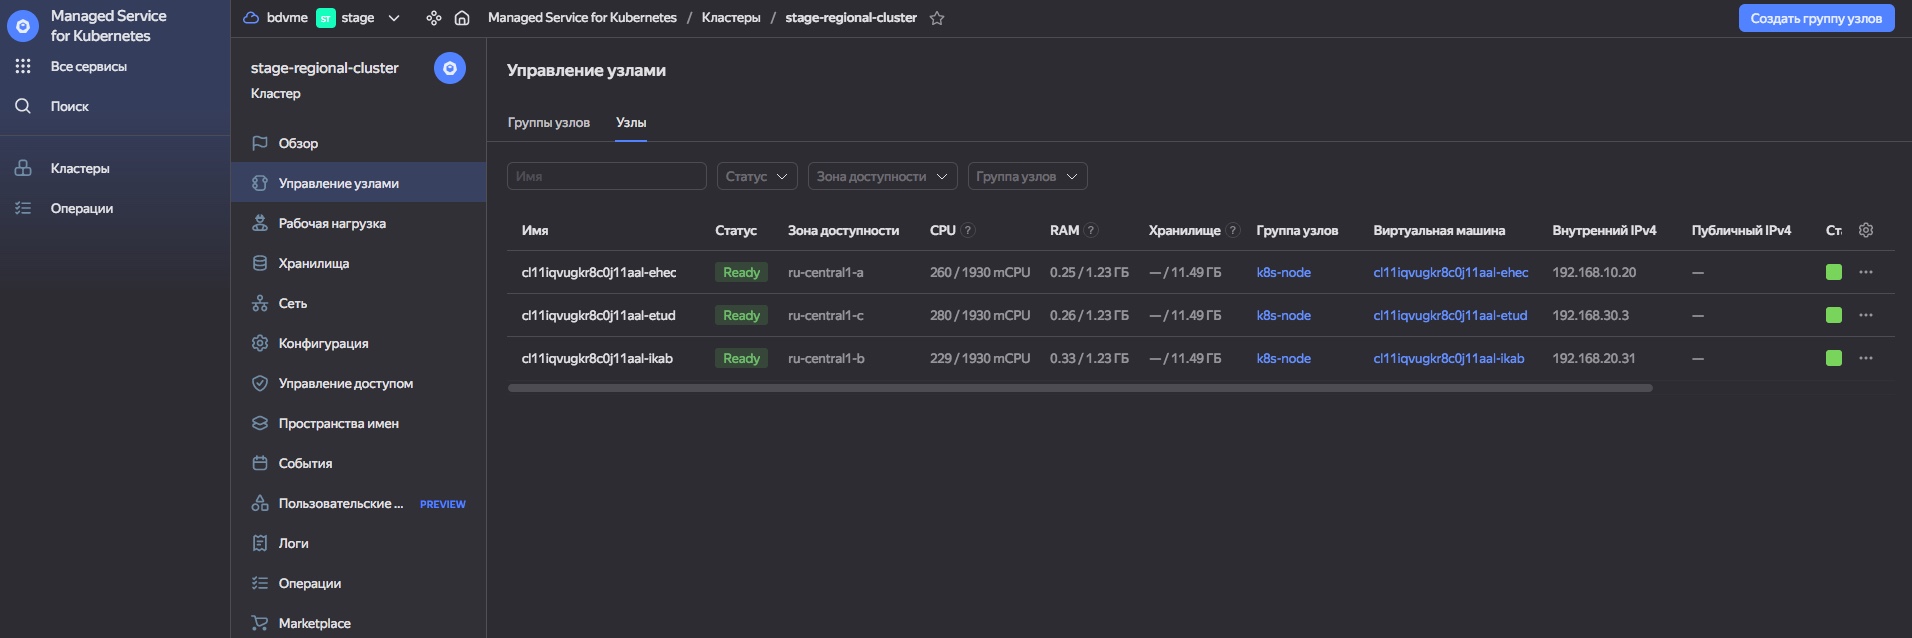 Managed Service
for Kubernetes
Все сервисы
Поиск
Кластеры
Операции
bdvme ST stage
Managed Service for Kubernetes / Кластеры / stage-regional-cluster
Создать группу узлов
stage-regional-cluster
Кластер
Обзор
Управление узлами
Рабочая нагрузка
Хранилища
Сеть
Конфигурация
Управление доступом
Пространства имен
События
Пользовательские ... PREVIEW
Логи
Операции
Marketplace
Управление узлами
Группы узлов Узлы
Имя Статус Зона доступности Группа узлов
Имя Статус Зона доступности CPU ? RAM ? Хранилище ? Группа узлов Виртуальная машина Внутренний IPv4 Публичный IPv4 Ст
cl11iqvugkr8c0j11aal-ehec Ready ru-central1-a 260 / 1930 mCPU 0.25 / 1.23 ГБ — / 11.49 ГБ k8s-node cl11iqvugkr8c0j11aal-ehec 192.168.10.20 —
cl11iqvugkr8c0j11aal-etud Ready ru-central1-c 280 / 1930 mCPU 0.26 / 1.23 ГБ — / 11.49 ГБ k8s-node cl11iqvugkr8c0j11aal-etud 192.168.30.3 —
cl11iqvugkr8c0j11aal-ikab Ready ru-central1-b 229 / 1930 mCPU 0.33 / 1.23 ГБ — / 11.49 ГБ k8s-node cl11iqvugkr8c0j11aal-ikab 192.168.20.31 —